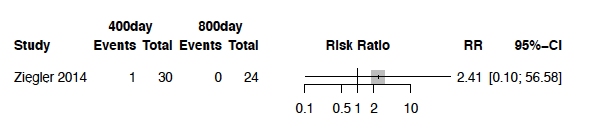 400day 800day
Study Events Total Events Total Risk Ratio RR 95%−CI
Ziegler 2014 1 30 0 24 2.41 [0.10; 56.58]
0.1 0.5 1 2 10